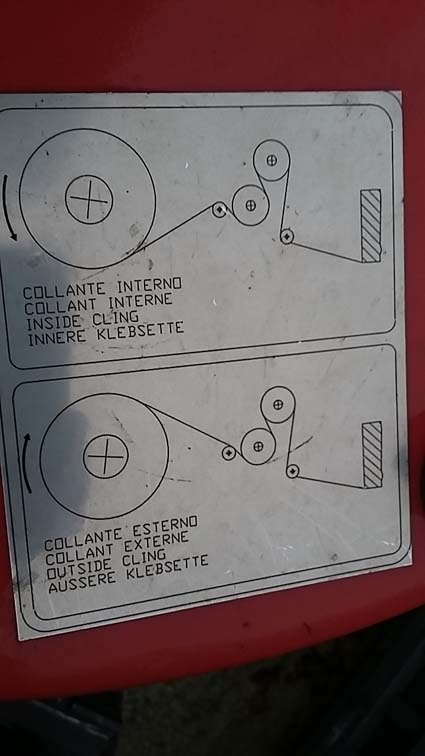 COLLANTE INTERNO
COLLANT INTERNE
INSIDE CLING
INNERE KLEBSETTE
COLLANTE ESTERNO
COLLANT EXTERNE
OUTSIDE CLING
AUSSERE KLEBSETTE